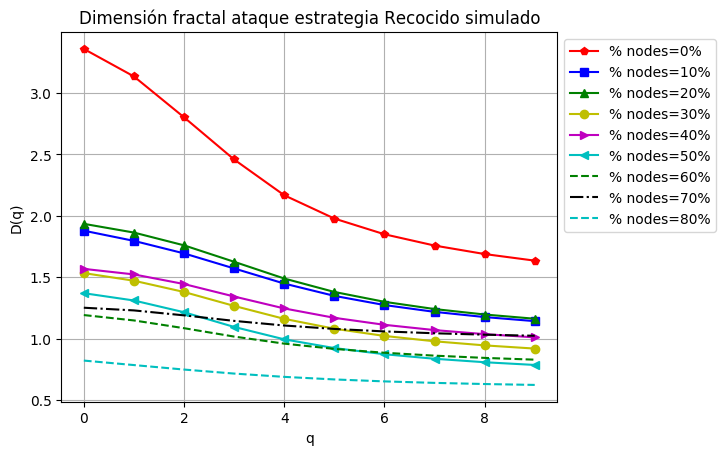 Dimensión fractal ataque estrategia Recocido simulado
D(q)
3.0
2.5
2.0
1.5
1.0
0.5
0 2 4 6 8
q
% nodes=0%
% nodes=10%
% nodes=20%
% nodes=30%
% nodes=40%
% nodes=50%
% nodes=60%
% nodes=70%
% nodes=80%